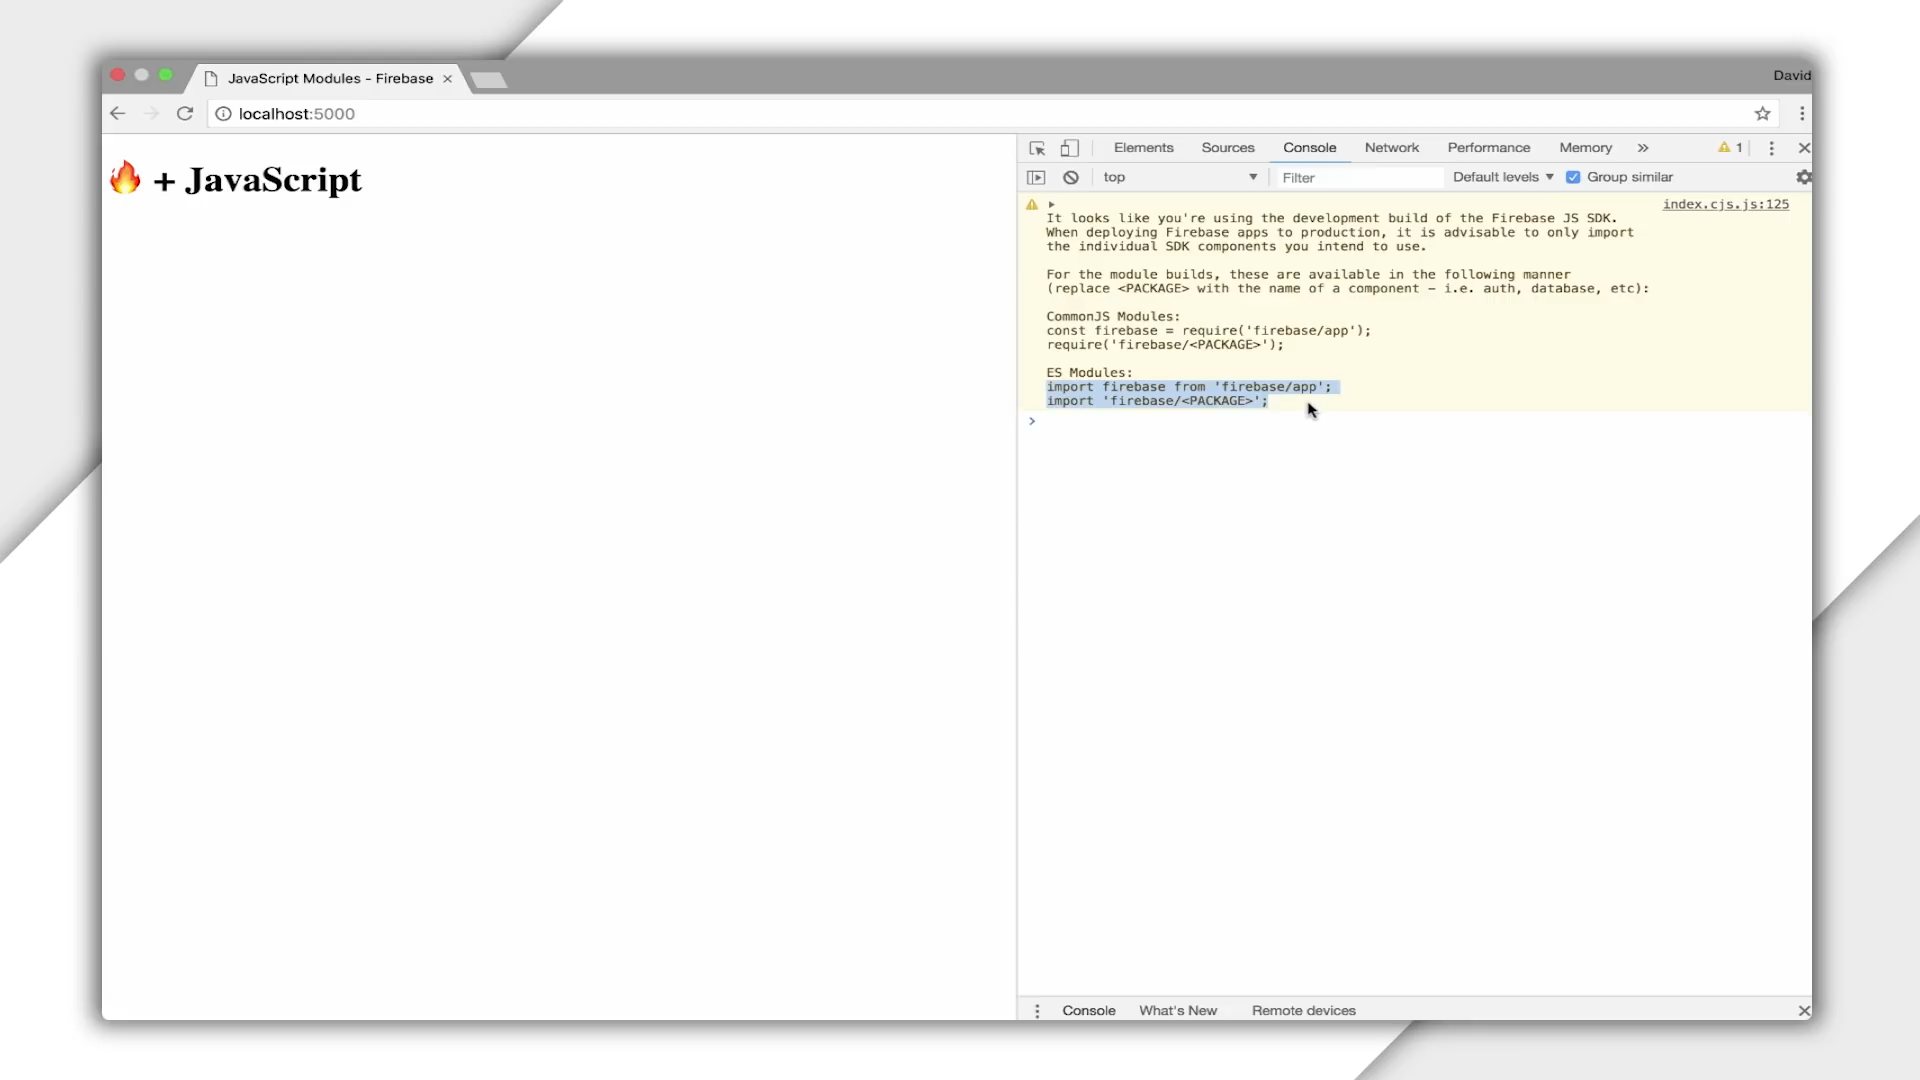 JavaScript Modules - Firebase
David
localhost:5000
🔥 + JavaScript
Elements Sources Console Network Performance Memory » 1
top Filter Default levels Group similar
index.cjs.js:125
It looks like you're using the development build of the Firebase JS SDK.
When deploying Firebase apps to production, it is advisable to only import
the individual SDK components you intend to use.
For the module builds, these are available in the following manner
(replace <PACKAGE> with the name of a component - i.e. auth, database, etc):
CommonJS Modules:
const firebase = require('firebase/app');
require('firebase/<PACKAGE>');
ES Modules:
import firebase from 'firebase/app';
import 'firebase/<PACKAGE>';
Console What's New Remote devices